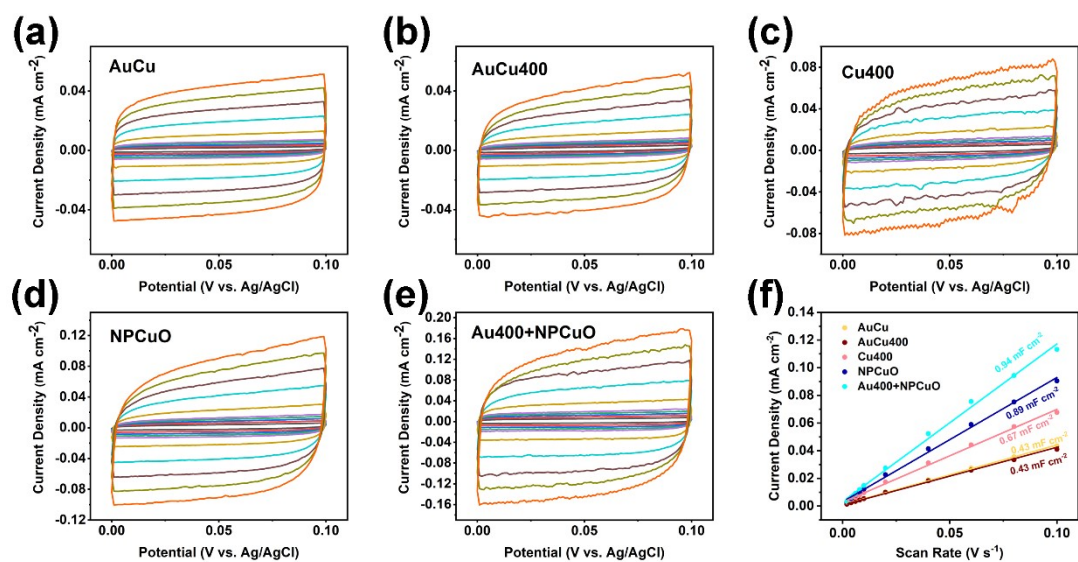 (a)
AuCu
Current Density (mA cm-2)
0.04
0.00
-0.04
0.00
0.05
0.10
Potential (V vs. Ag/AgCl)
(b)
AuCu400
Current Density (mA cm-2)
0.04
0.00
-0.04
0.00
0.05
0.10
Potential (V vs. Ag/AgCl)
(c)
Cu400
Current Density (mA cm-2)
0.08
0.04
0.00
-0.04
-0.08
0.00
0.05
0.10
Potential (V vs. Ag/AgCl)
(d)
NPCuO
Current Density (mA cm-2)
0.12
0.08
0.04
0.00
-0.04
-0.08
-0.12
0.00
0.05
0.10
Potential (V vs. Ag/AgCl)
(e)
Au400+NPCuO
Current Density (mA cm-2)
0.20
0.16
0.12
0.08
0.04
0.00
-0.04
-0.08
-0.12
-0.16
0.00
0.05
0.10
Potential (V vs. Ag/AgCl)
(f)
AuCu
AuCu400
Cu400
NPCuO
Au400+NPCuO
0.94 mF cm-2
0.89 mF cm-2
0.67 mF cm-2
0.43 mF cm-2
0.43 mF cm-2
Current Density (mA cm-2)
0.14
0.12
0.10
0.08
0.06
0.04
0.02
0.00
0.00
0.02
0.04
0.06
0.08
0.10
Scan Rate (V s-1)